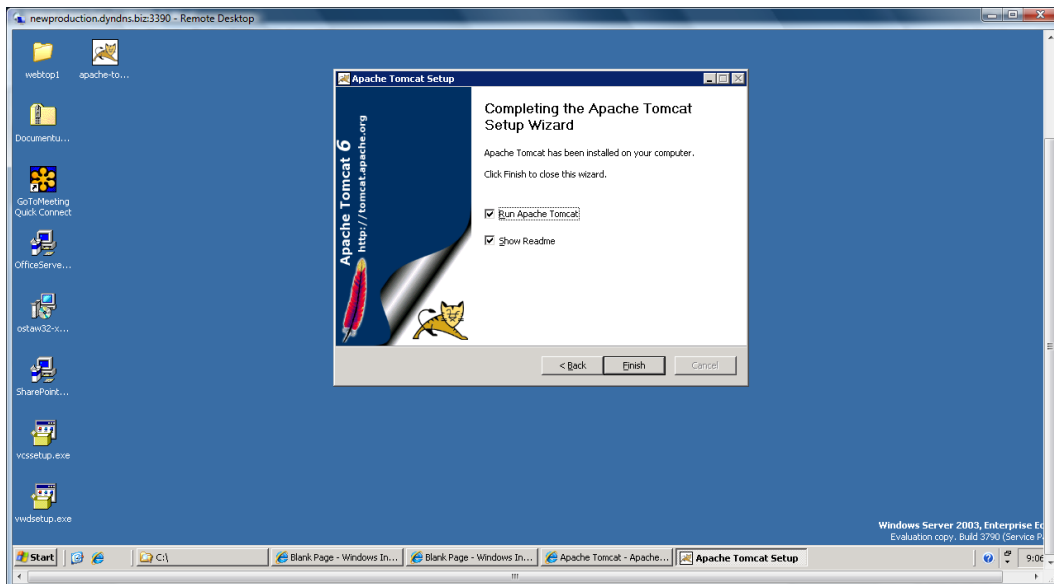 newproduction.dyndns.biz:3390 - Remote Desktop
webtop1
apache-to...
Documentu...
GoToMeeting
Quick Connect
OfficeServe...
ostaw32-x...
SharePoint...
vcssetup.exe
vwdsetup.exe
Apache Tomcat Setup
Apache Tomcat 6
http://tomcat.apache.org
Completing the Apache Tomcat
Setup Wizard
Apache Tomcat has been installed on your computer.
Click Finish to close this wizard.
Run Apache Tomcat
Show Readme
< Back
Finish
Cancel
Windows Server 2003, Enterprise
Evaluation copy. Build 3790 (Service
Start
C:\
Blank Page - Windows In...
Blank Page - Windows In...
Apache Tomcat - Apache...
Apache Tomcat Setup